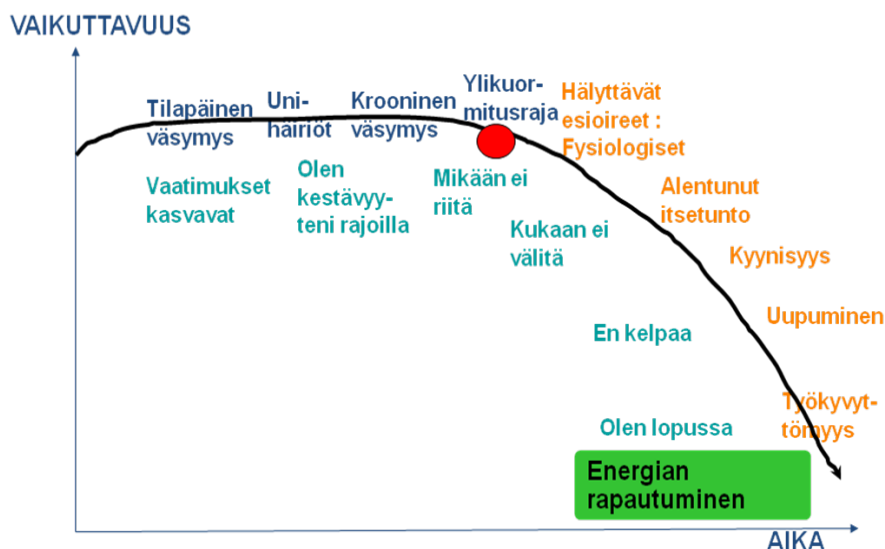 VAIKUTTAVUUS
Tilapäinen
väsymys
Uni-
häiriöt
Krooninen
väsymys
Ylikuor-
mitusraja
Hälyttävät
esioireet :
Fysiologiset
Vaatimukset
kasvavat
Olen
kestävyy-
teni rajoilla
Mikään ei
riitä
Alentunut
itsetunto
Kukaan ei
välitä
Kyynisyys
En kelpaa
Uupuminen
Olen lopussa
Työkyvyt-
tömyys
Energian
rapautuminen
AIKA